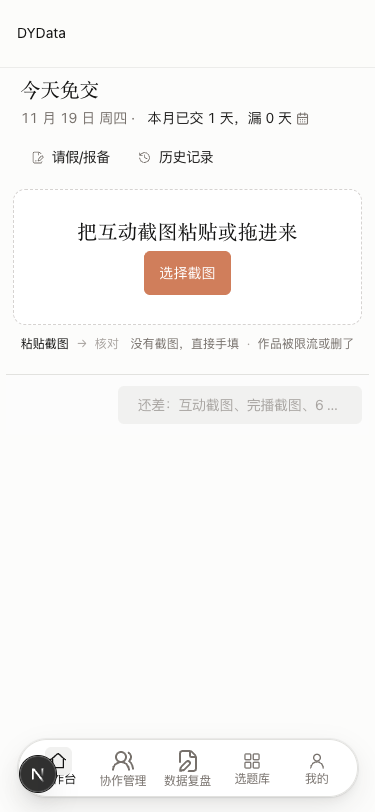 DYData
今天免交
11 月 19 日 周四 · 本月已交 1 天，漏 0 天
请假/报备 历史记录
把互动截图粘贴或拖进来
选择截图
粘贴截图 → 核对 没有截图，直接手填 · 作品被限流或删了
还差：互动截图、完播截图、6 ...
作台 协作管理 数据复盘 选题库 我的
N